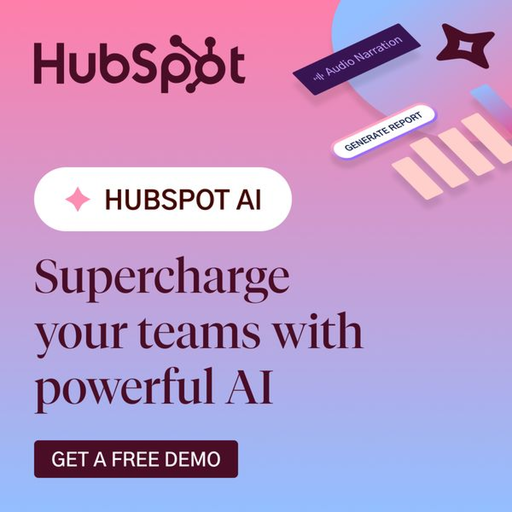 HubSpot
Audio Narration
GENERATE REPORT
HUBSPOT AI
Supercharge
your teams with
powerful AI
GET A FREE DEMO